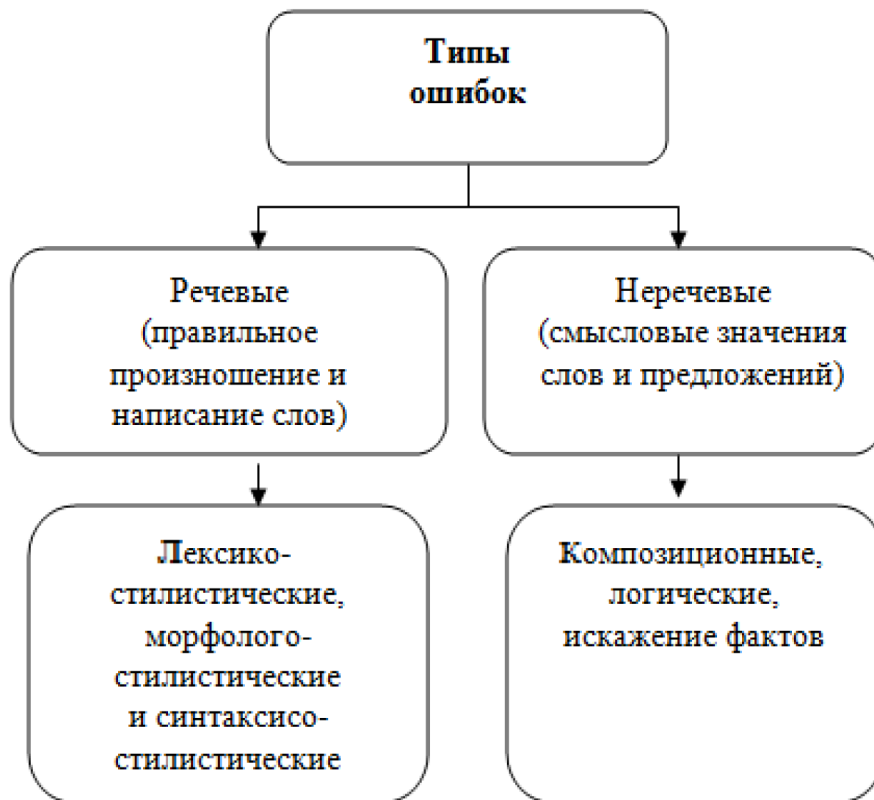 Типы
ошибок
Речевые
(правильное
произношение и
написание слов)
Неречевые
(смысловые значения
слов и предложений)
Лексико-
стилистические,
морфолого-
стилистические
и синтаксисо-
стилистические
Композиционные,
логические,
искажение фактов